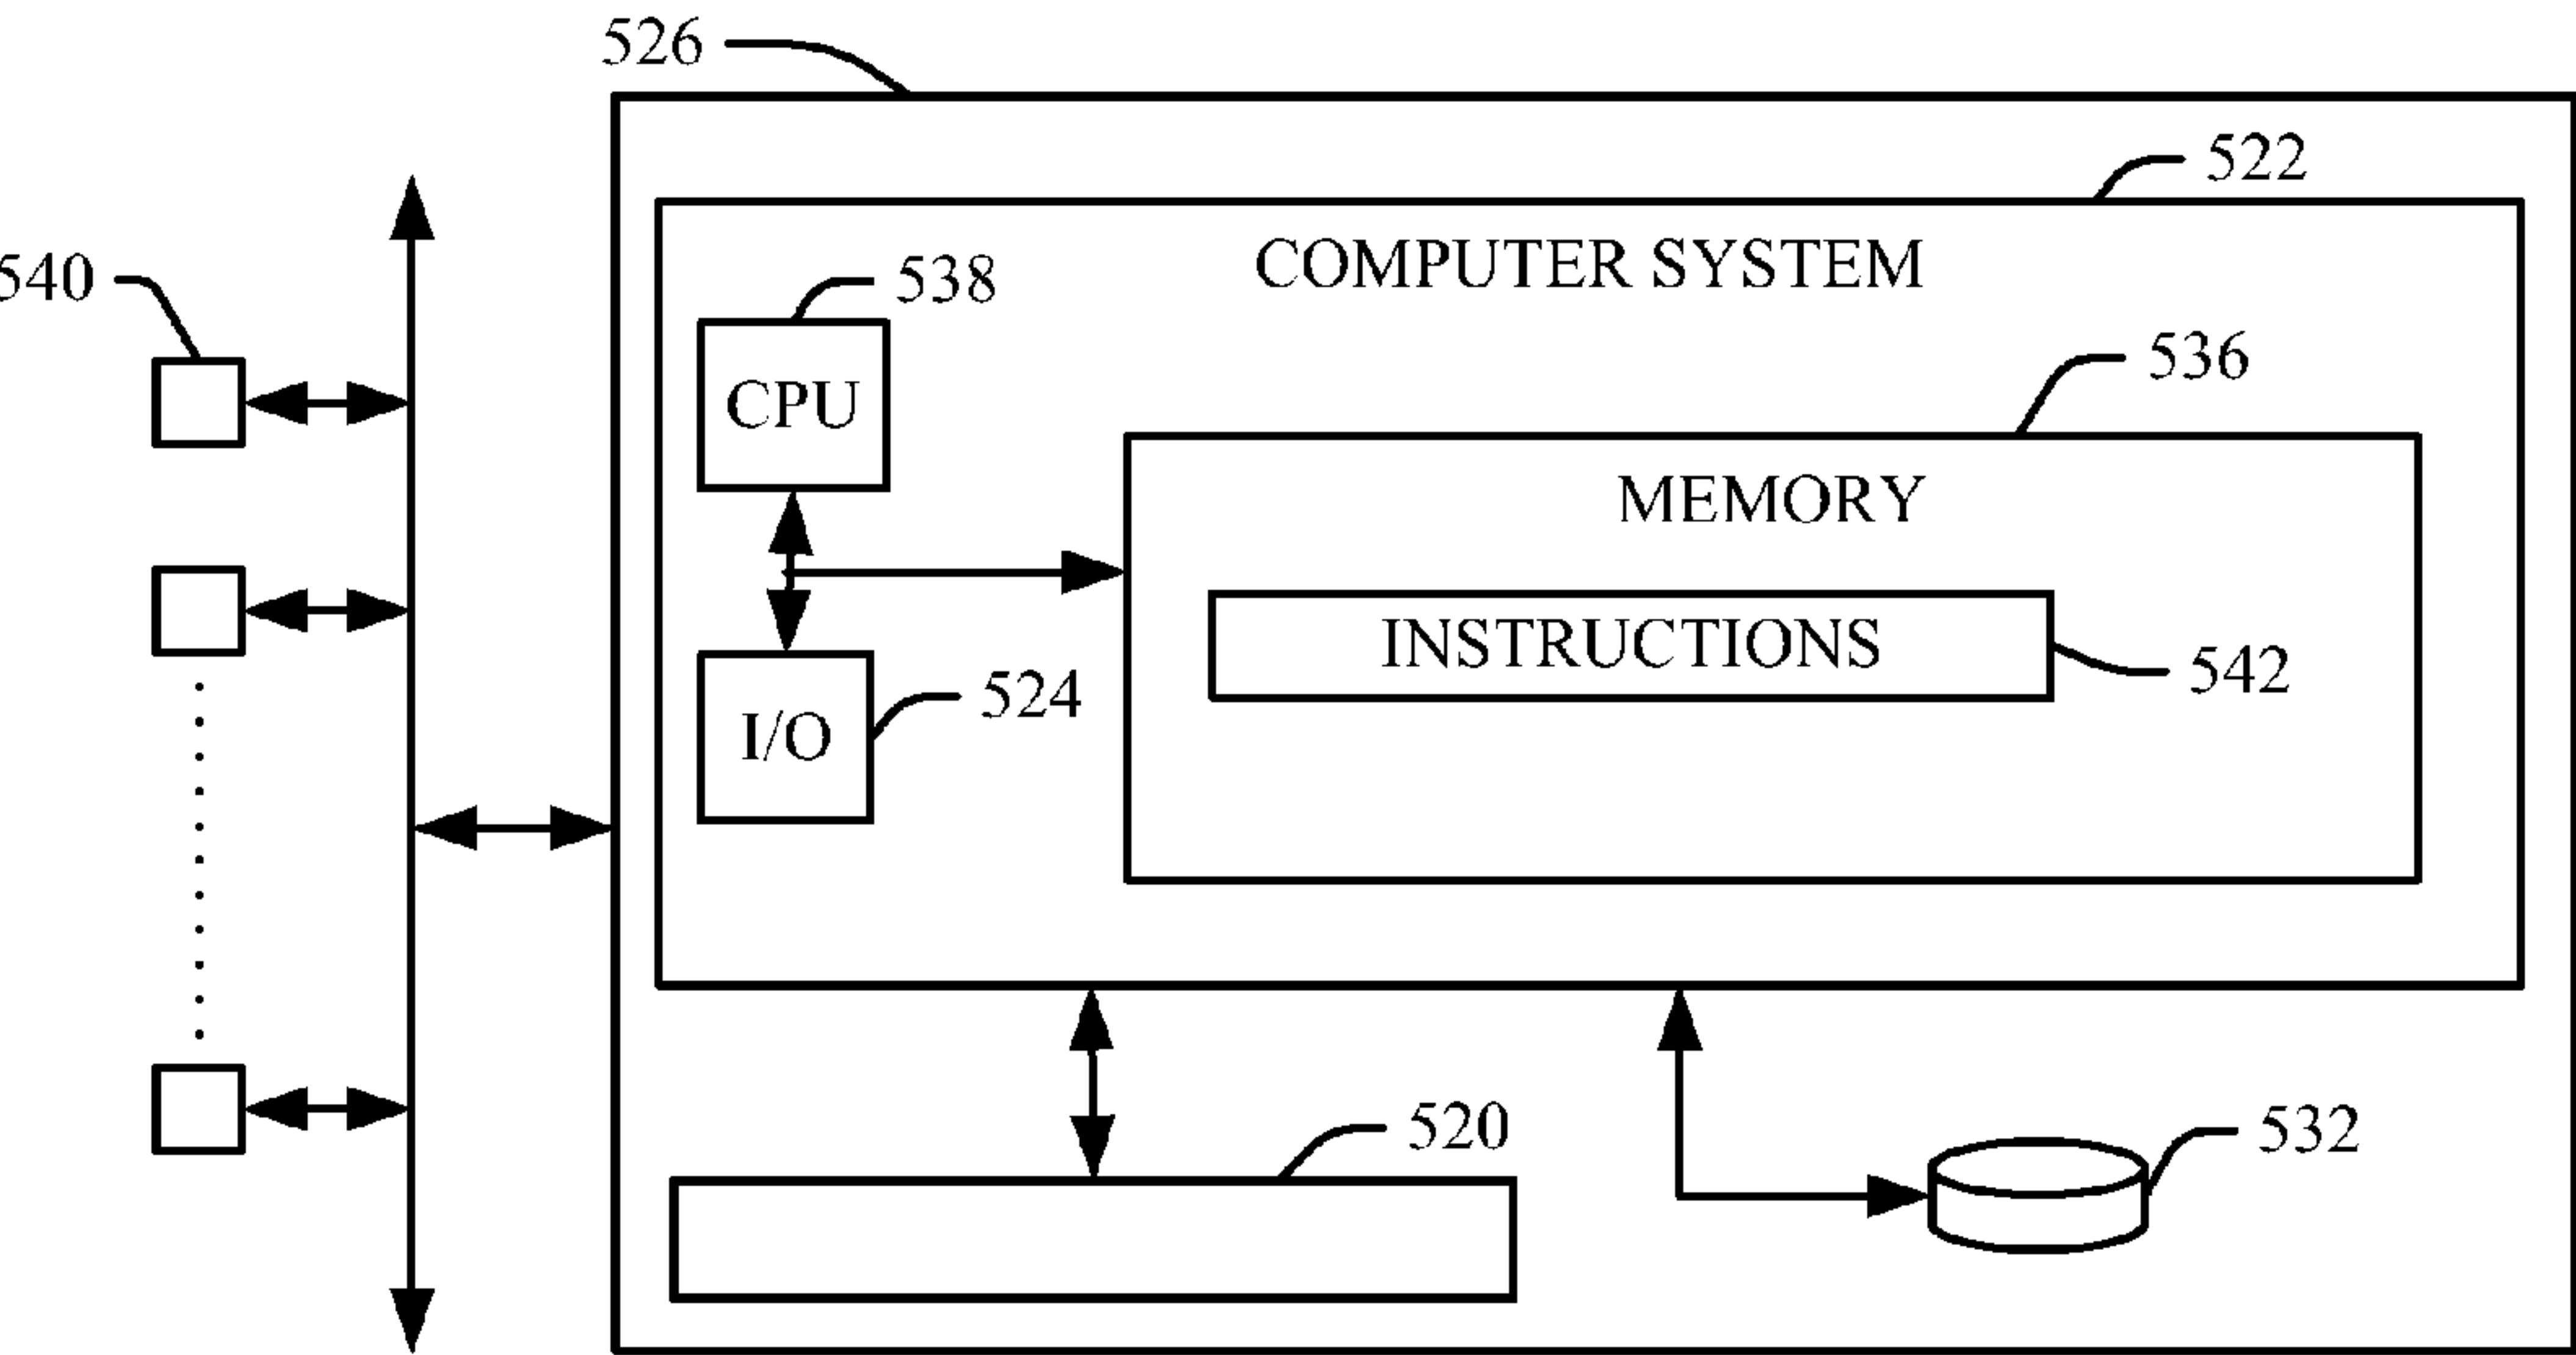 526
522
COMPUTER SYSTEM
540
538
536
CPU
MEMORY
INSTRUCTIONS
542
524
I/O
520
532